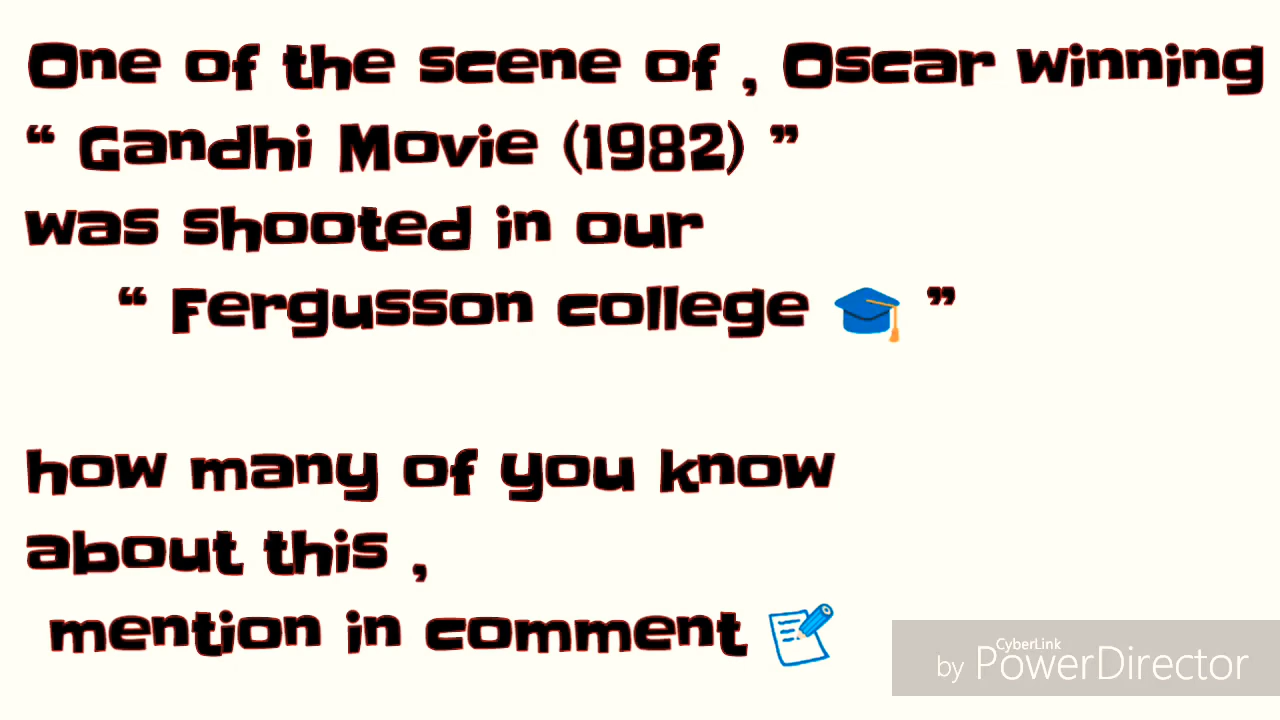 One of the scene of , Oscar winning
“ Gandhi Movie (1982) ”
was shooted in our
“ Fergusson college 🎓 ”
how many of you know
about this ,
mention in comment 📝
by CyberLink PowerDirector